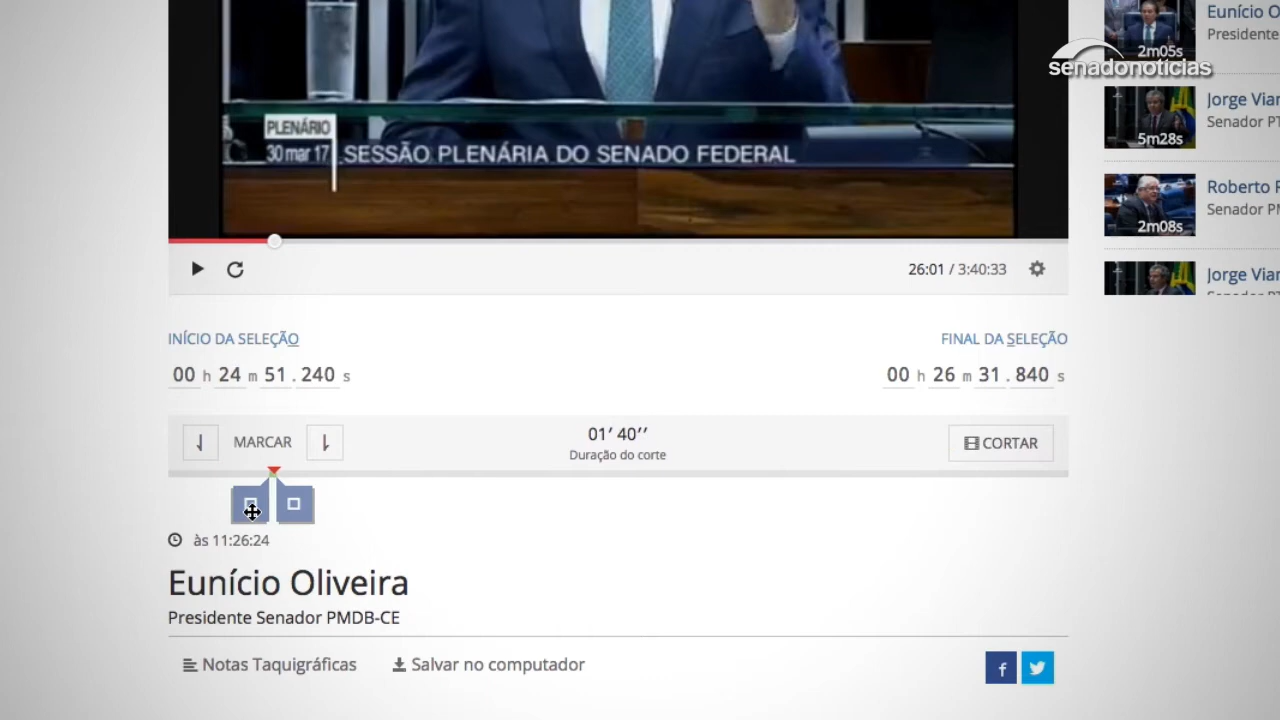 Eunício O
Presidente
2m05s
senadonotícias
Jorge Viar
Senador PT
5m28s
PLENÁRIO
30 mar 17
SESSÃO PLENÁRIA DO SENADO FEDERAL
Roberto R
Senador PM
2m08s
26:01 / 3:40:33
Jorge Viar
INÍCIO DA SELEÇÃO
FINAL DA SELEÇÃO
00 h 24 m 51 . 240 s
00 h 26 m 31 . 840 s
MARCAR
01′ 40′′
Duração do corte
CORTAR
às 11:26:24
Eunício Oliveira
Presidente Senador PMDB-CE
Notas Taquigráficas
Salvar no computador